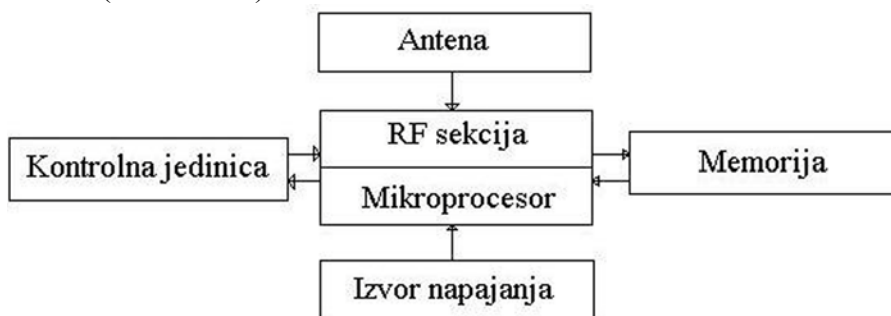 Antena
RF sekcija
Kontrolna jedinica
Memorija
Mikroprocesor
Izvor napajanja